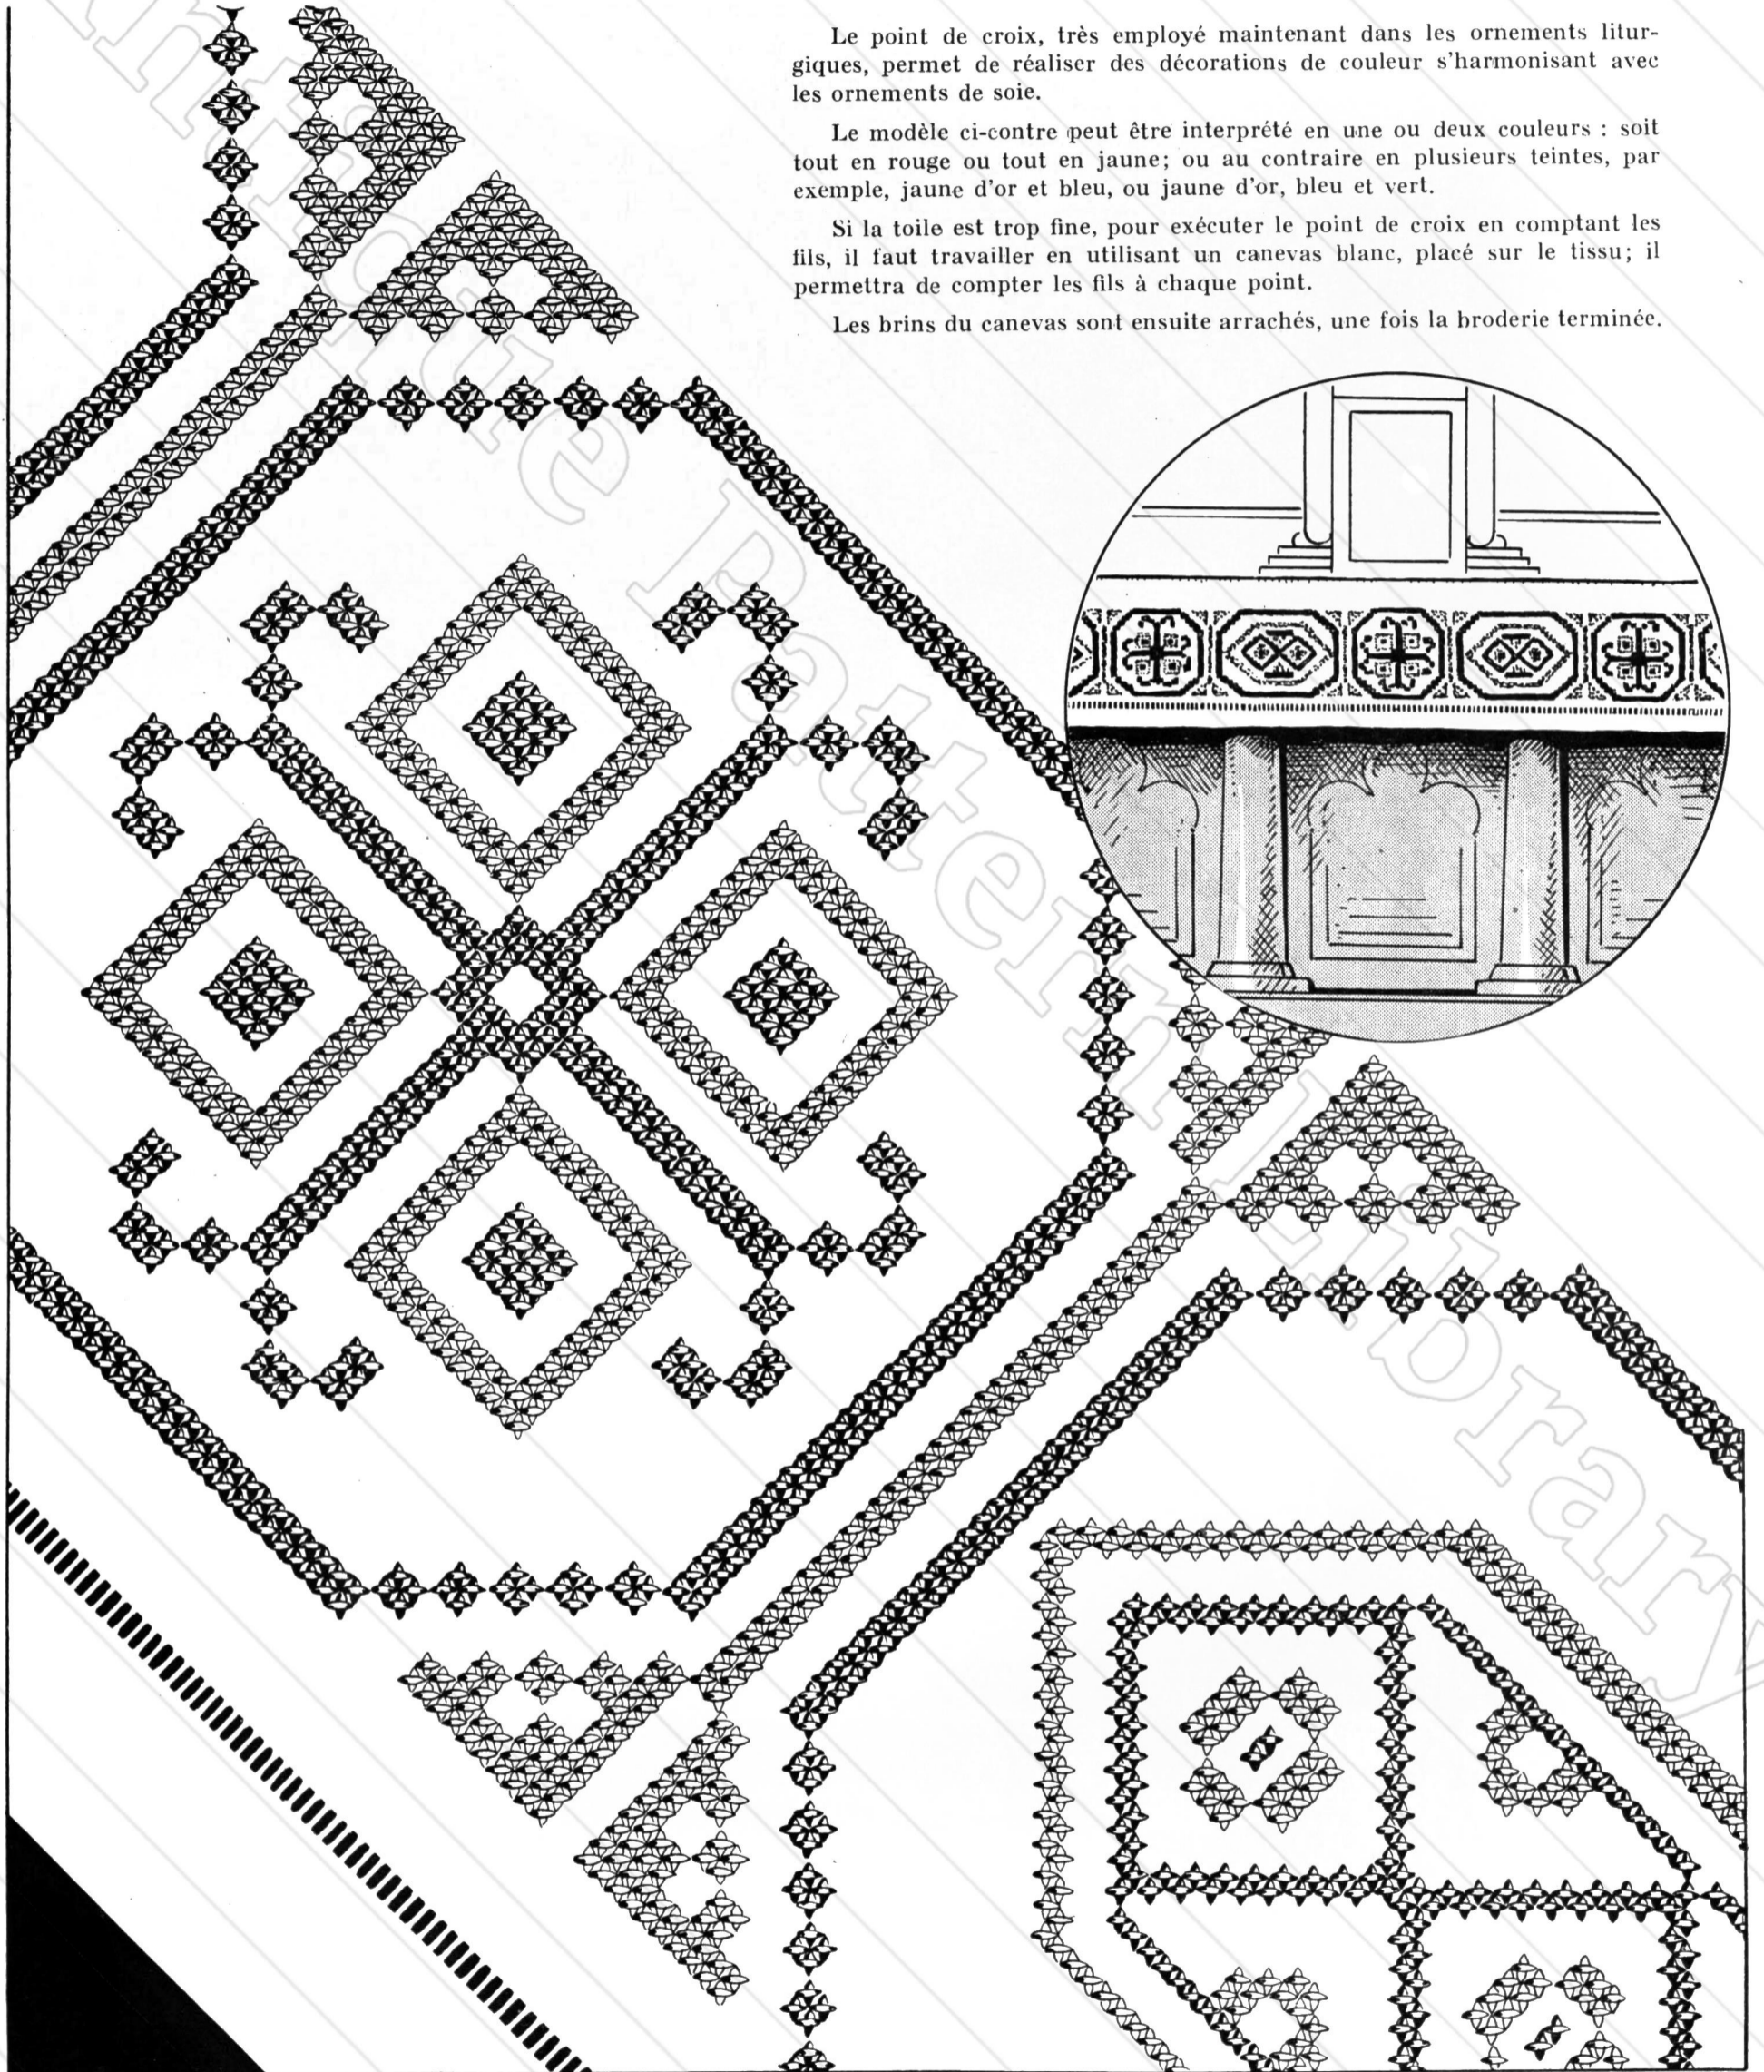 Le point de croix, très employé maintenant dans les ornements litur-
giques, permet de réaliser des décorations de couleur s'harmonisant avec
les ornements de soie.
Le modèle ci-contre peut être interprété en une ou deux couleurs : soit
tout en rouge ou tout en jaune; ou au contraire en plusieurs teintes, par
exemple, jaune d'or et bleu, ou jaune d'or, bleu et vert.
Si la toile est trop fine, pour exécuter le point de croix en comptant les
fils, il faut travailler en utilisant un canevas blanc, placé sur le tissu; il
permettra de compter les fils à chaque point.
Les brins du canevas sont ensuite arrachés, une fois la broderie terminée.
Antique Pattern Library